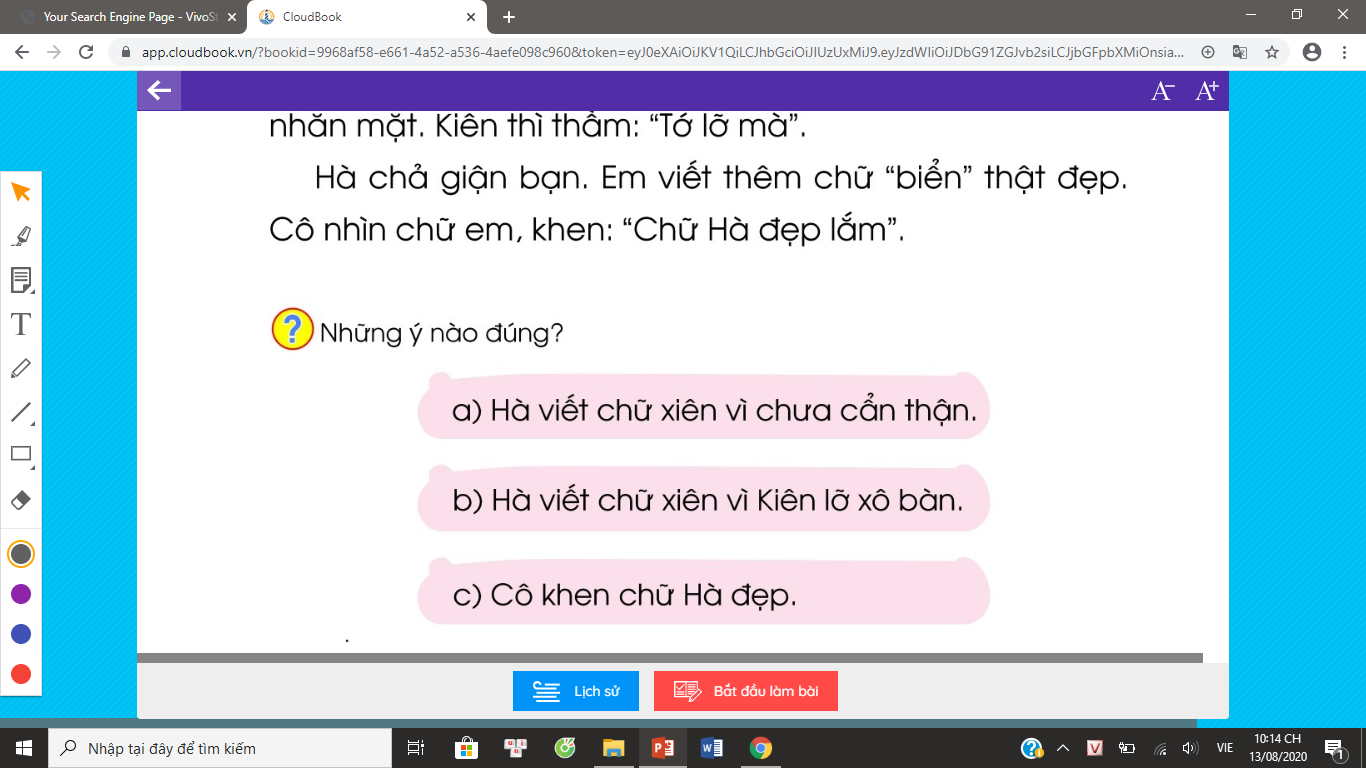 Your Search Engine Page - VivoSt
CloudBook
app.cloudbook.vn/?bookid=9968af58-e661-4a52-a536-4aefe098c960&token=eyJ0eXAiOiJKV1QiLCJhbGciOiJIUzUxMiJ9.eyJzdWIiOiJDbG91ZGJvb2siLCJjbGFpbXMiOnsia...
A- A+
nhăn mặt. Kiên thì thầm: “Tớ lỡ mà”.
Hà chả giận bạn. Em viết thêm chữ “biển” thật đẹp.
Cô nhìn chữ em, khen: “Chữ Hà đẹp lắm”.
? Những ý nào đúng?
a) Hà viết chữ xiên vì chưa cẩn thận.
b) Hà viết chữ xiên vì Kiên lỡ xô bàn.
c) Cô khen chữ Hà đẹp.
T
Lịch sử
Bắt đầu làm bài
Nhập tại đây để tìm kiếm
VIE
10:14 CH
13/08/2020